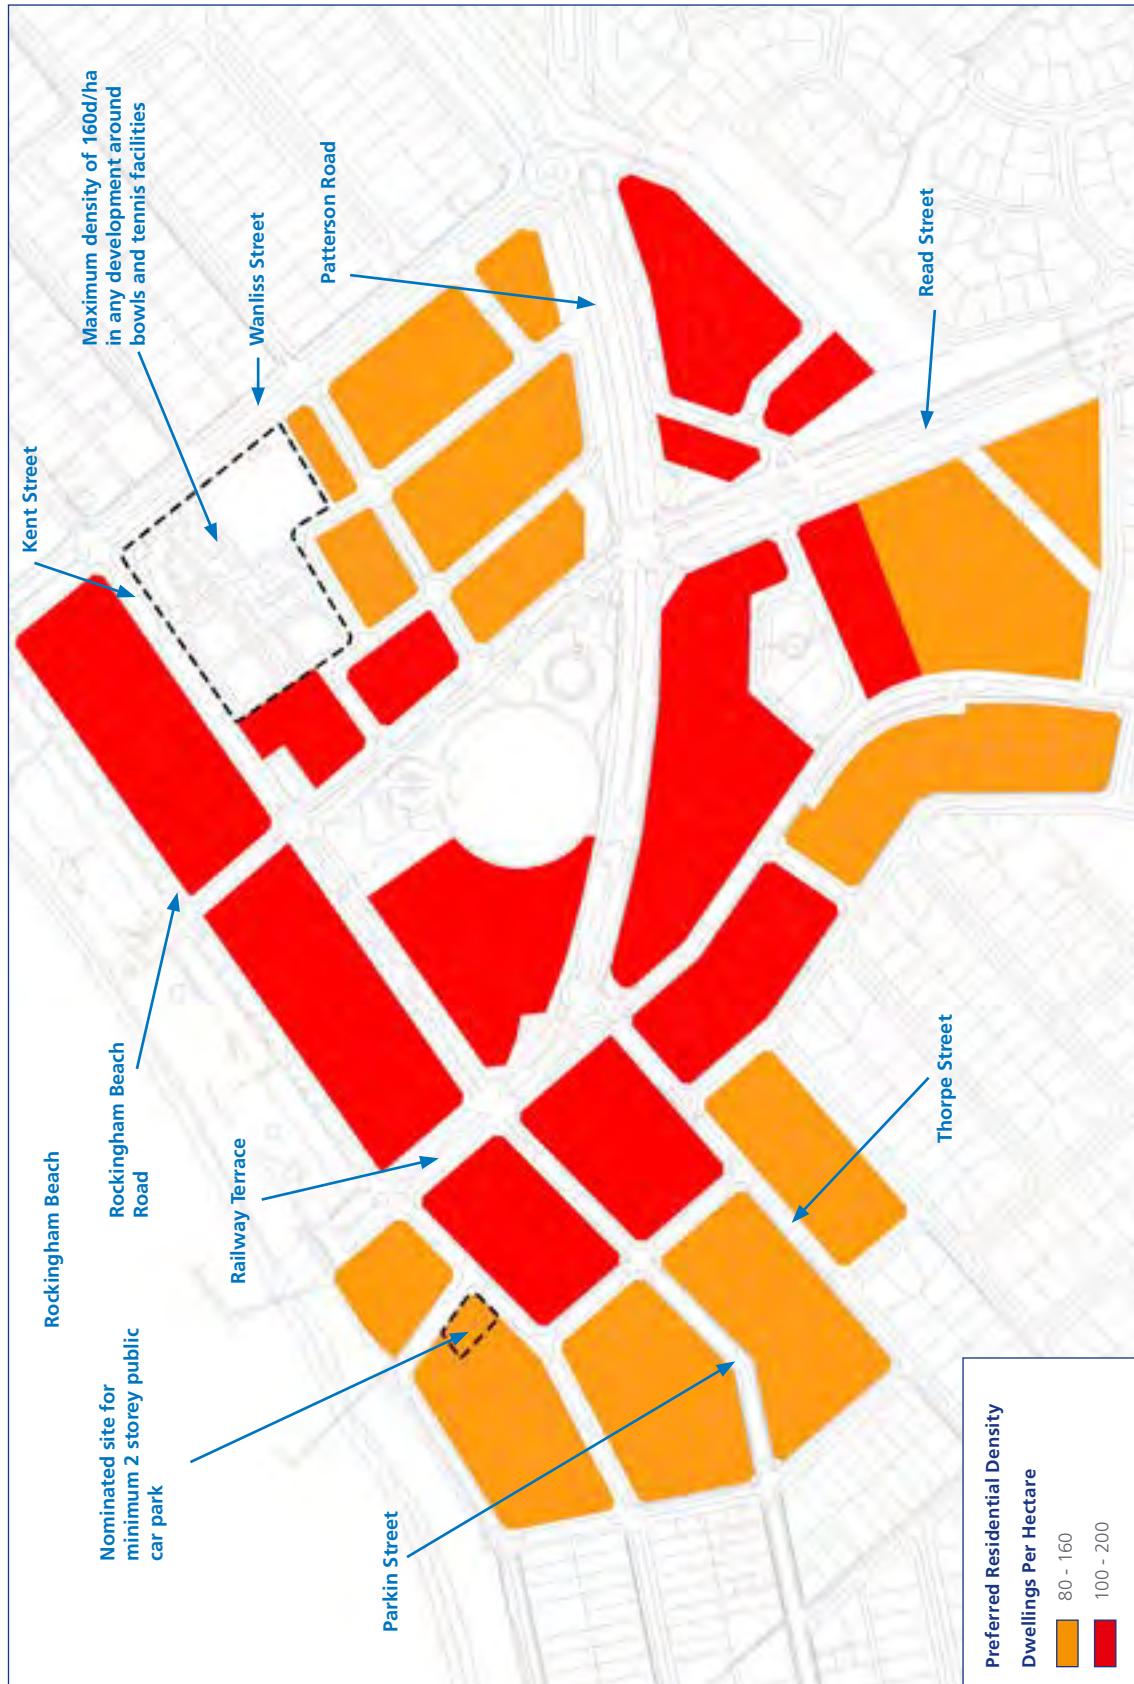 Rockingham Beach
Nominated site for
minimum 2 storey public
car park
Rockingham Beach
Road
Railway Terrace
Kent Street
Maximum density of 160d/ha
in any development around
bowls and tennis facilities
Wanliss Street
Patterson Road
Parkin Street
Thorpe Street
Read Street
Preferred Residential Density
Dwellings Per Hectare
80 - 160
100 - 200